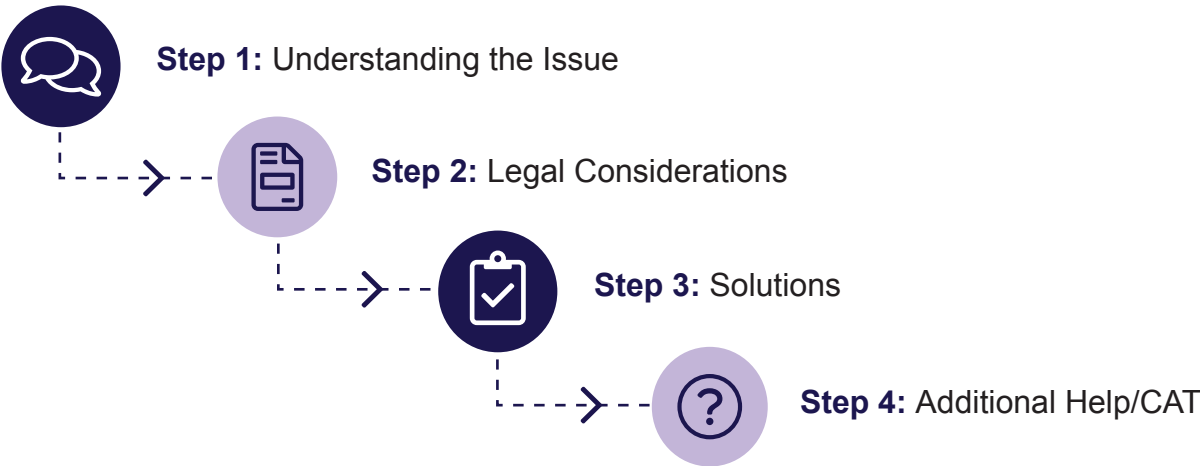 Step 1: Understanding the Issue
Step 2: Legal Considerations
Step 3: Solutions
Step 4: Additional Help/CAT